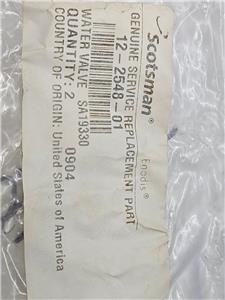 Scotsman®
Enodis®
GENUINE SERVICE REPLACEMENT PART
12-2548-01
WATER VALVE SA19330
QUANTITY: 2 0904
COUNTRY OF ORIGIN: United States of America